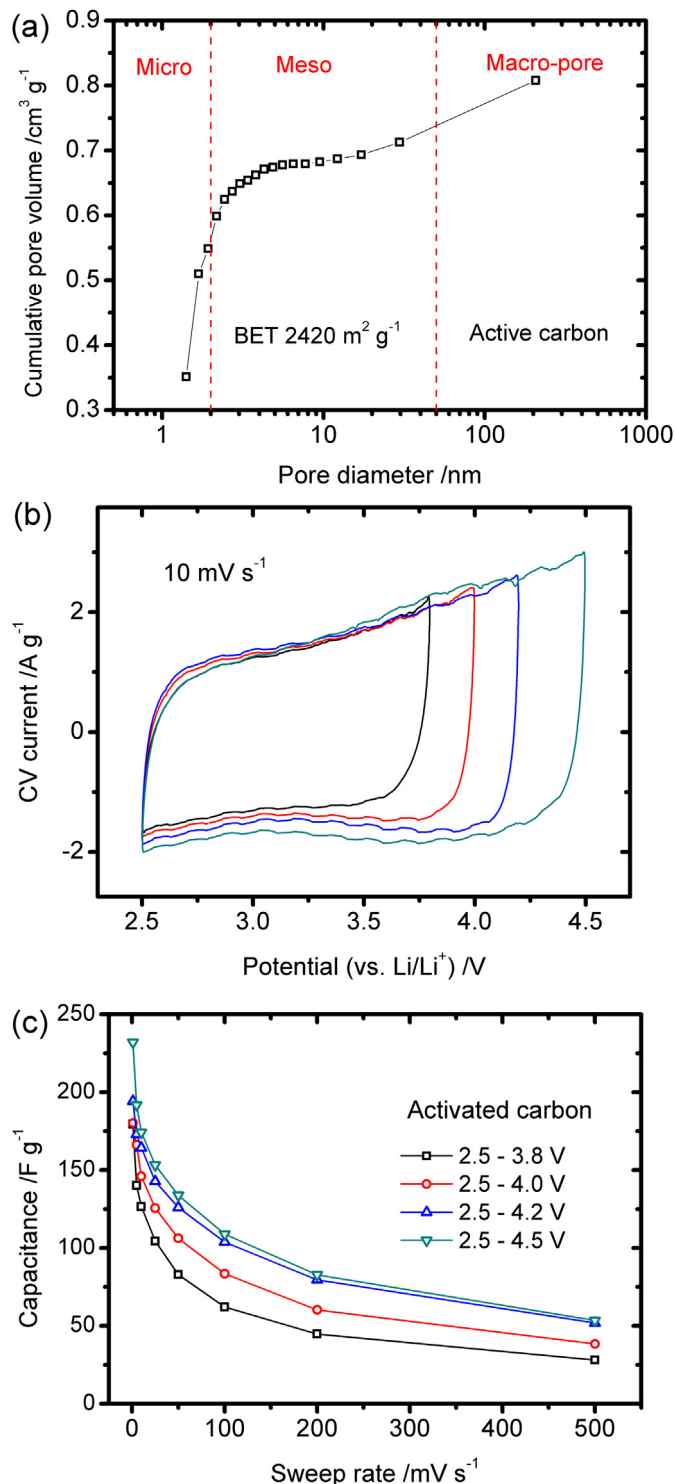 (a)
0.9
0.8
0.7
0.6
0.5
0.4
0.3
Cumulative pore volume /cm³ g⁻¹
Micro
Meso
Macro-pore
BET 2420 m² g⁻¹
Active carbon
1
10
100
1000
Pore diameter /nm
(b)
10 mV s⁻¹
2
0
-2
CV current /A g⁻¹
2.5
3.0
3.5
4.0
4.5
Potential (vs. Li/Li⁺) /V
(c)
250
200
150
100
50
0
Capacitance /F g⁻¹
Activated carbon
2.5 - 3.8 V
2.5 - 4.0 V
2.5 - 4.2 V
2.5 - 4.5 V
0
100
200
300
400
500
Sweep rate /mV s⁻¹